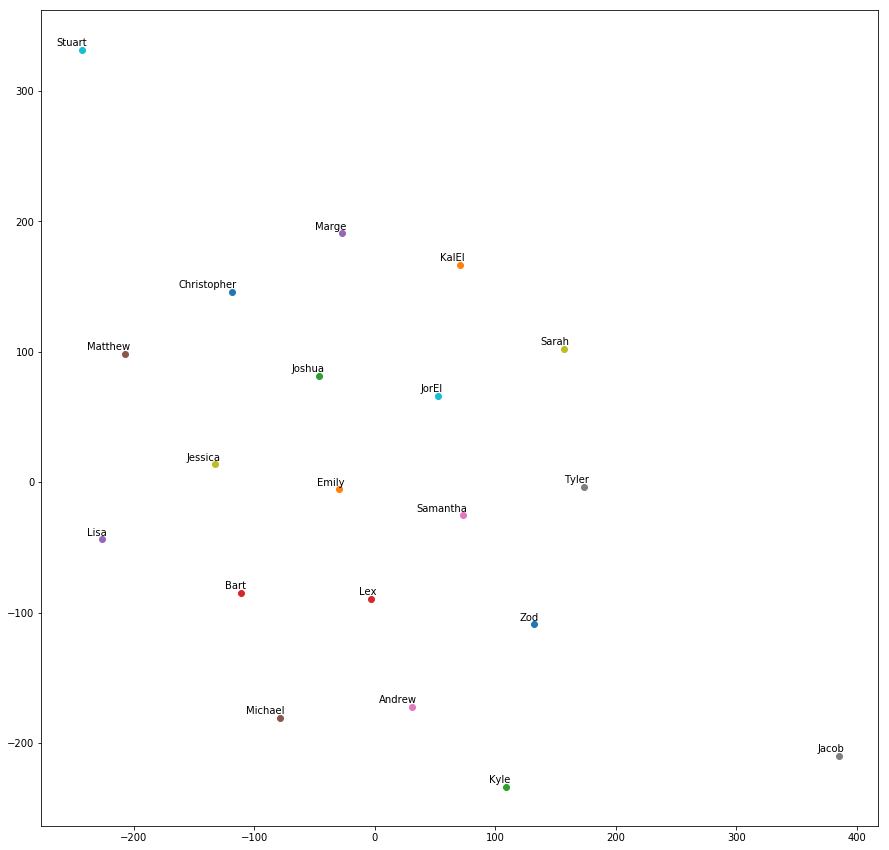 Stuart
300
Marge
200
KalEl
Christopher
Sarah
Matthew
100
Joshua
JorEl
Jessica
Tyler
Emily
0
Samantha
Lisa
Bart
Lex
−100
Zod
Andrew
Michael
−200
Jacob
Kyle
−200 −100 0 100 200 300 400